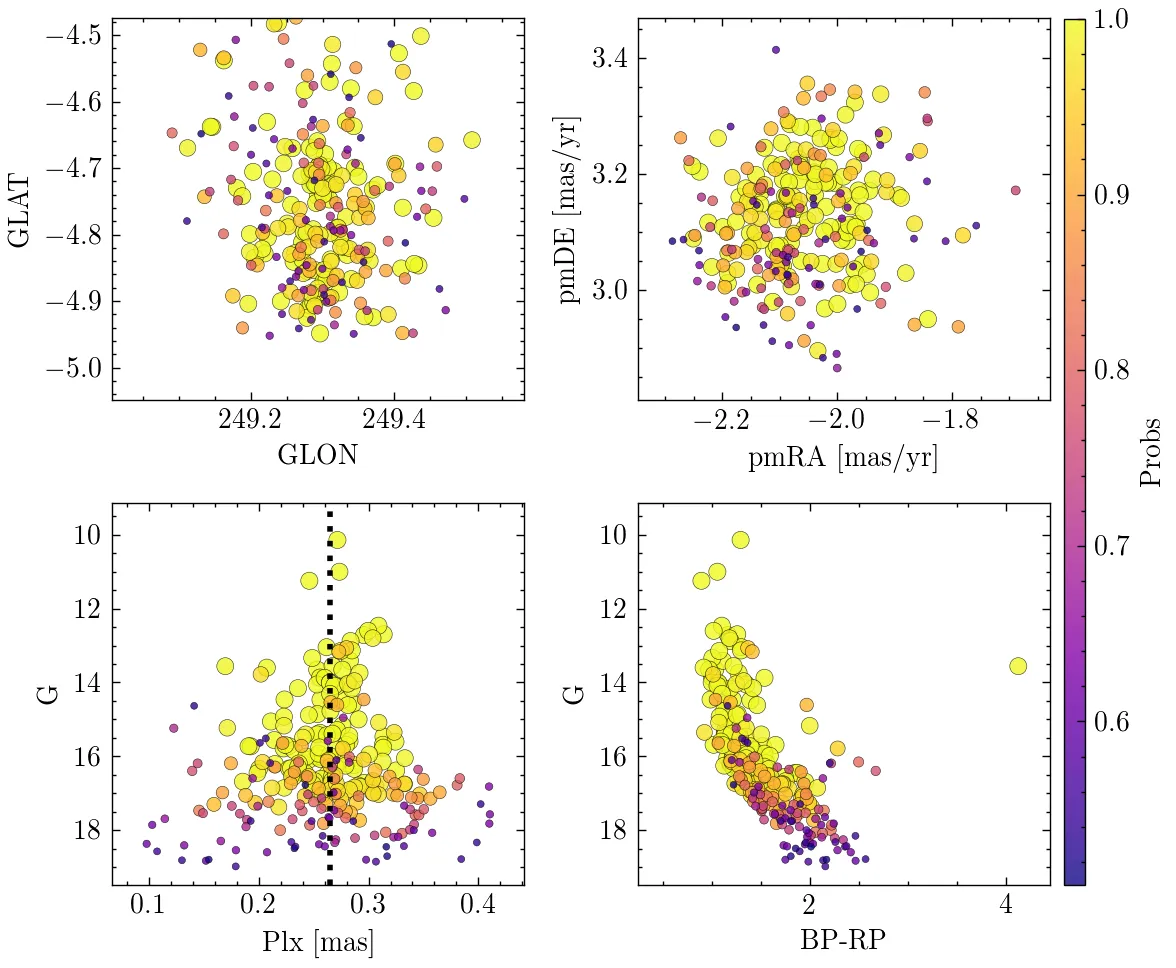 −4.5
−4.6
−4.7
−4.8
−4.9
−5.0
GLAT
249.2 249.4
GLON
3.4
3.2
3.0
pmDE [mas/yr]
−2.2 −2.0 −1.8
pmRA [mas/yr]
1.0
0.9
0.8
0.7
0.6
Probs
10
12
14
16
18
G
0.1 0.2 0.3 0.4
Plx [mas]
10
12
14
16
18
G
2 4
BP-RP